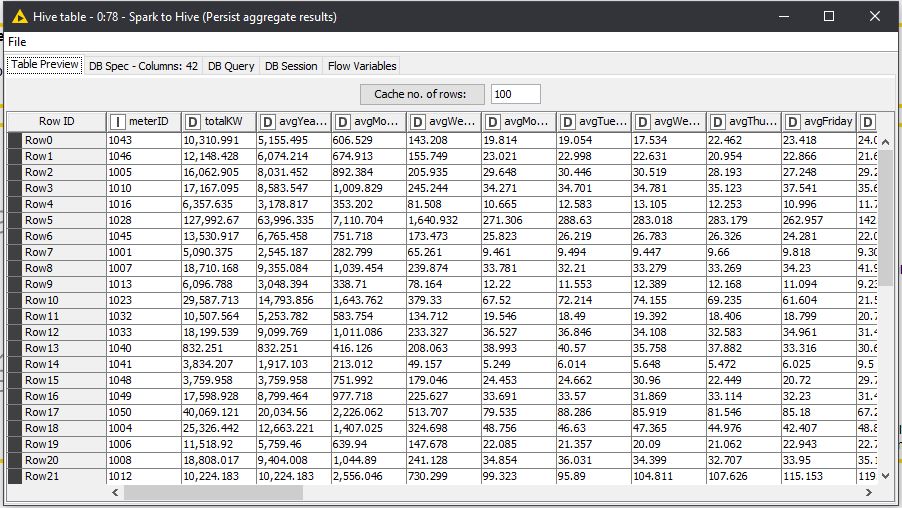 Hive table - 0:78 - Spark to Hive (Persist aggregate results)
File
Table Preview DB Spec - Columns: 42 DB Query DB Session Flow Variables
Cache no. of rows: 100
Row ID I meterID D totalKW D avgYea... D avgMo... D avgWe... D avgMo... D avgTue... D avgWe... D avgThu... D avgFriday D
Row0 1043 10,310.991 5,155.495 606.529 143.208 19.814 19.054 17.534 22.462 23.418 24.0
Row1 1046 12,148.428 6,074.214 674.913 155.749 23.021 22.998 22.631 20.954 22.866 21.6
Row2 1005 16,062.905 8,031.452 892.384 205.935 29.648 30.446 30.519 28.193 27.248 29.2
Row3 1010 17,167.095 8,583.547 1,009.829 245.244 34.271 34.701 34.781 35.123 37.541 35.6
Row4 1016 6,357.635 3,178.817 353.202 81.508 10.665 12.583 13.105 12.253 10.996 11.7
Row5 1028 127,992.67 63,996.335 7,110.704 1,640.932 271.306 288.63 283.018 283.179 262.957 142
Row6 1045 13,530.917 6,765.458 751.718 173.473 25.823 26.219 26.783 26.326 24.281 22.0
Row7 1001 5,090.375 2,545.187 282.799 65.261 9.461 9.494 9.447 9.66 9.818 9.30
Row8 1007 18,710.168 9,355.084 1,039.454 239.874 33.781 32.21 33.279 33.269 34.23 41.9
Row9 1013 6,096.788 3,048.394 338.71 78.164 12.22 11.553 12.389 12.168 11.094 9.23
Row10 1023 29,587.713 14,793.856 1,643.762 379.33 67.52 72.214 74.155 69.235 61.604 21.5
Row11 1032 10,507.564 5,253.782 583.754 134.712 19.546 18.49 19.392 18.406 18.799 20.7
Row12 1033 18,199.539 9,099.769 1,011.086 233.327 36.527 36.846 34.108 32.583 34.961 31.4
Row13 1040 832.251 832.251 416.126 208.063 38.993 40.57 35.758 37.882 33.316 30.6
Row14 1041 3,834.207 1,917.103 213.012 49.157 5.249 6.014 5.648 5.472 6.025 9.5
Row15 1048 3,759.958 3,759.958 751.992 179.046 24.453 24.662 30.96 22.449 20.72 29.7
Row16 1049 17,598.928 8,799.464 977.718 225.627 33.691 33.57 31.869 33.114 32.23 31.4
Row17 1050 40,069.121 20,034.56 2,226.062 513.707 79.535 88.286 85.919 81.546 85.18 67.2
Row18 1004 25,326.442 12,663.221 1,407.025 324.698 48.756 46.63 47.365 44.976 42.407 48.8
Row19 1006 11,518.92 5,759.46 639.94 147.678 22.085 21.357 20.09 21.062 22.943 22.7
Row20 1008 18,808.017 9,404.008 1,044.89 241.128 34.854 36.031 34.399 32.707 33.95 35.1
Row21 1012 10,224.183 10,224.183 2,556.046 730.299 99.323 95.89 104.811 107.626 115.153 119